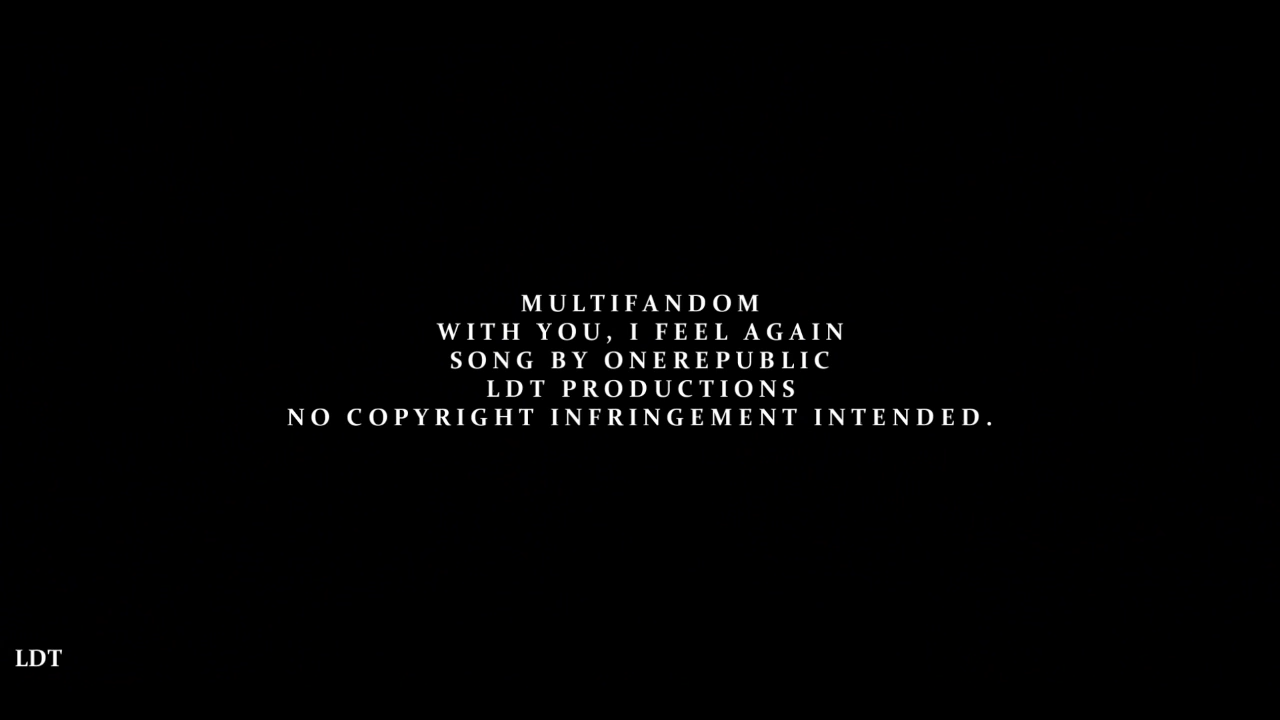 MULTIFANDOM
WITH YOU, I FEEL AGAIN
SONG BY ONEREPUBLIC
LDT PRODUCTIONS
NO COPYRIGHT INFRINGEMENT INTENDED.
LDT